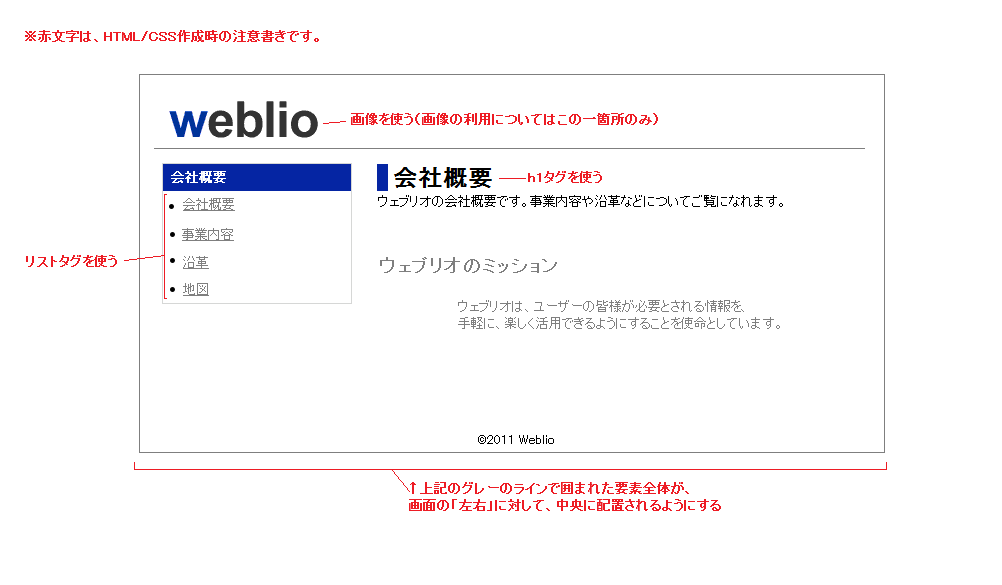 ※赤文字は、HTML/CSS作成時の注意書きです。
weblio
画像を使う(画像の利用についてはこの一箇所のみ)
会社概要
会社概要
h1タグを使う
ウェブリオの会社概要です。事業内容や沿革などについてご覧になれます。
会社概要
事業内容
沿革
地図
リストタグを使う
ウェブリオのミッション
ウェブリオは、ユーザーの皆様が必要とされる情報を、
手軽に、楽しく活用できるようにすることを使命としています。
©2011 Weblio
↑上記のグレーのラインで囲まれた要素全体が、
画面の「左右」に対して、中央に配置されるようにする